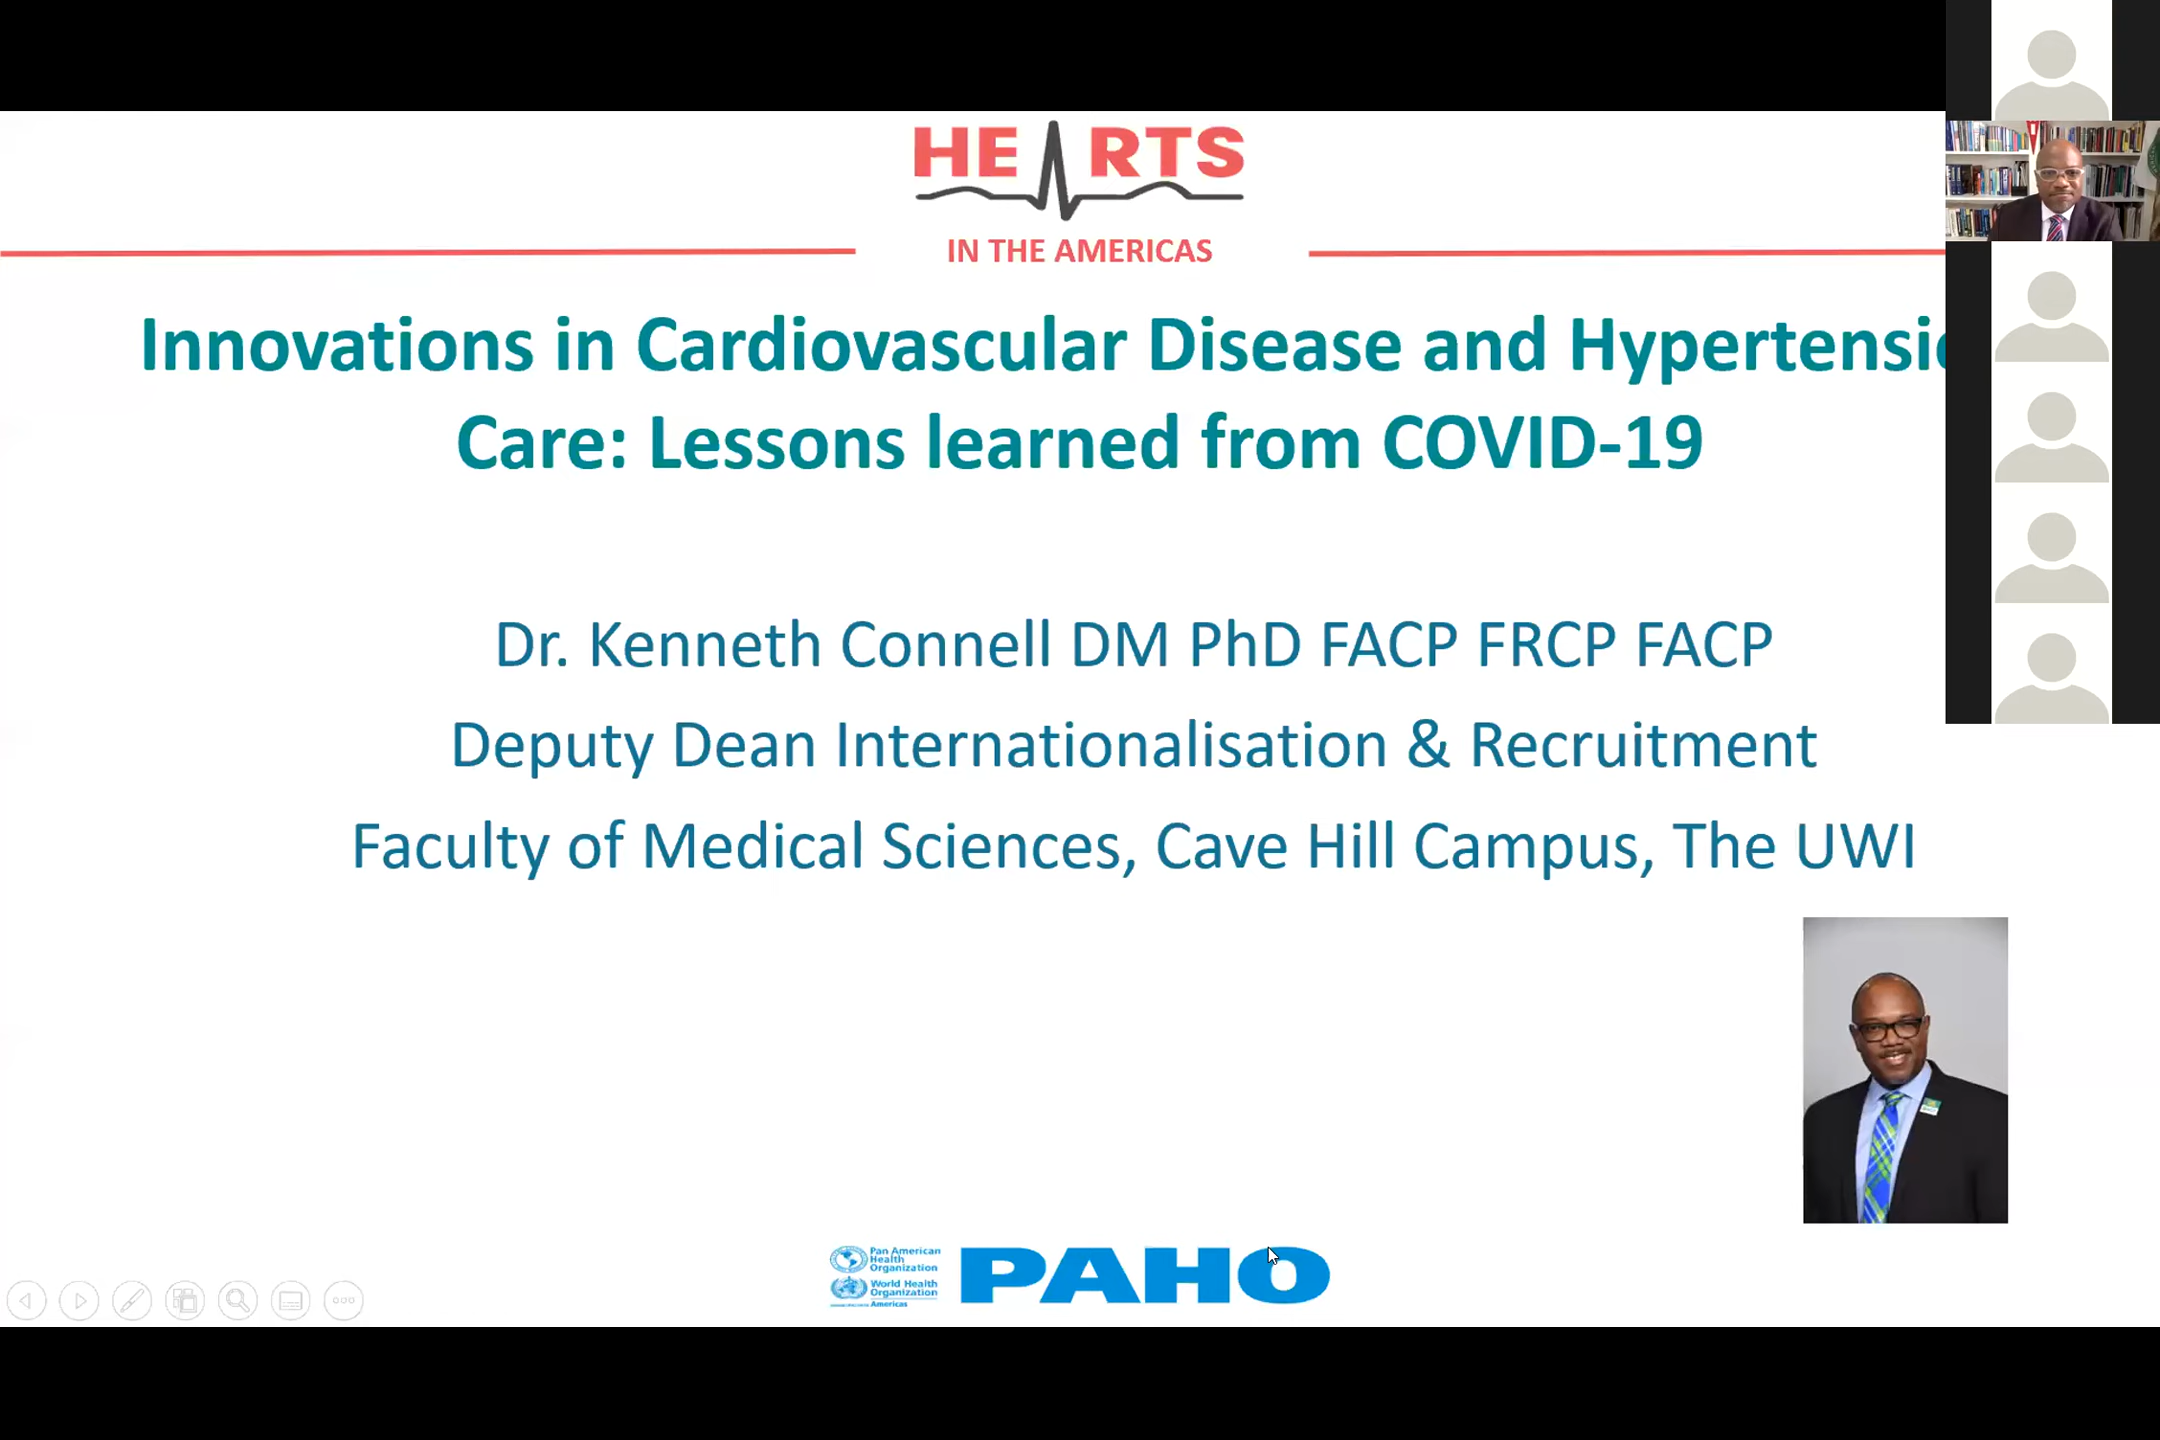 HEARTS
IN THE AMERICAS
Innovations in Cardiovascular Disease and Hypertensio
Care: Lessons learned from COVID-19
Dr. Kenneth Connell DM PhD FACP FRCP FACP
Deputy Dean Internationalisation & Recruitment
Faculty of Medical Sciences, Cave Hill Campus, The UWI
Pan American
Health
Organization
World Health
Organization
Americas
PAHO